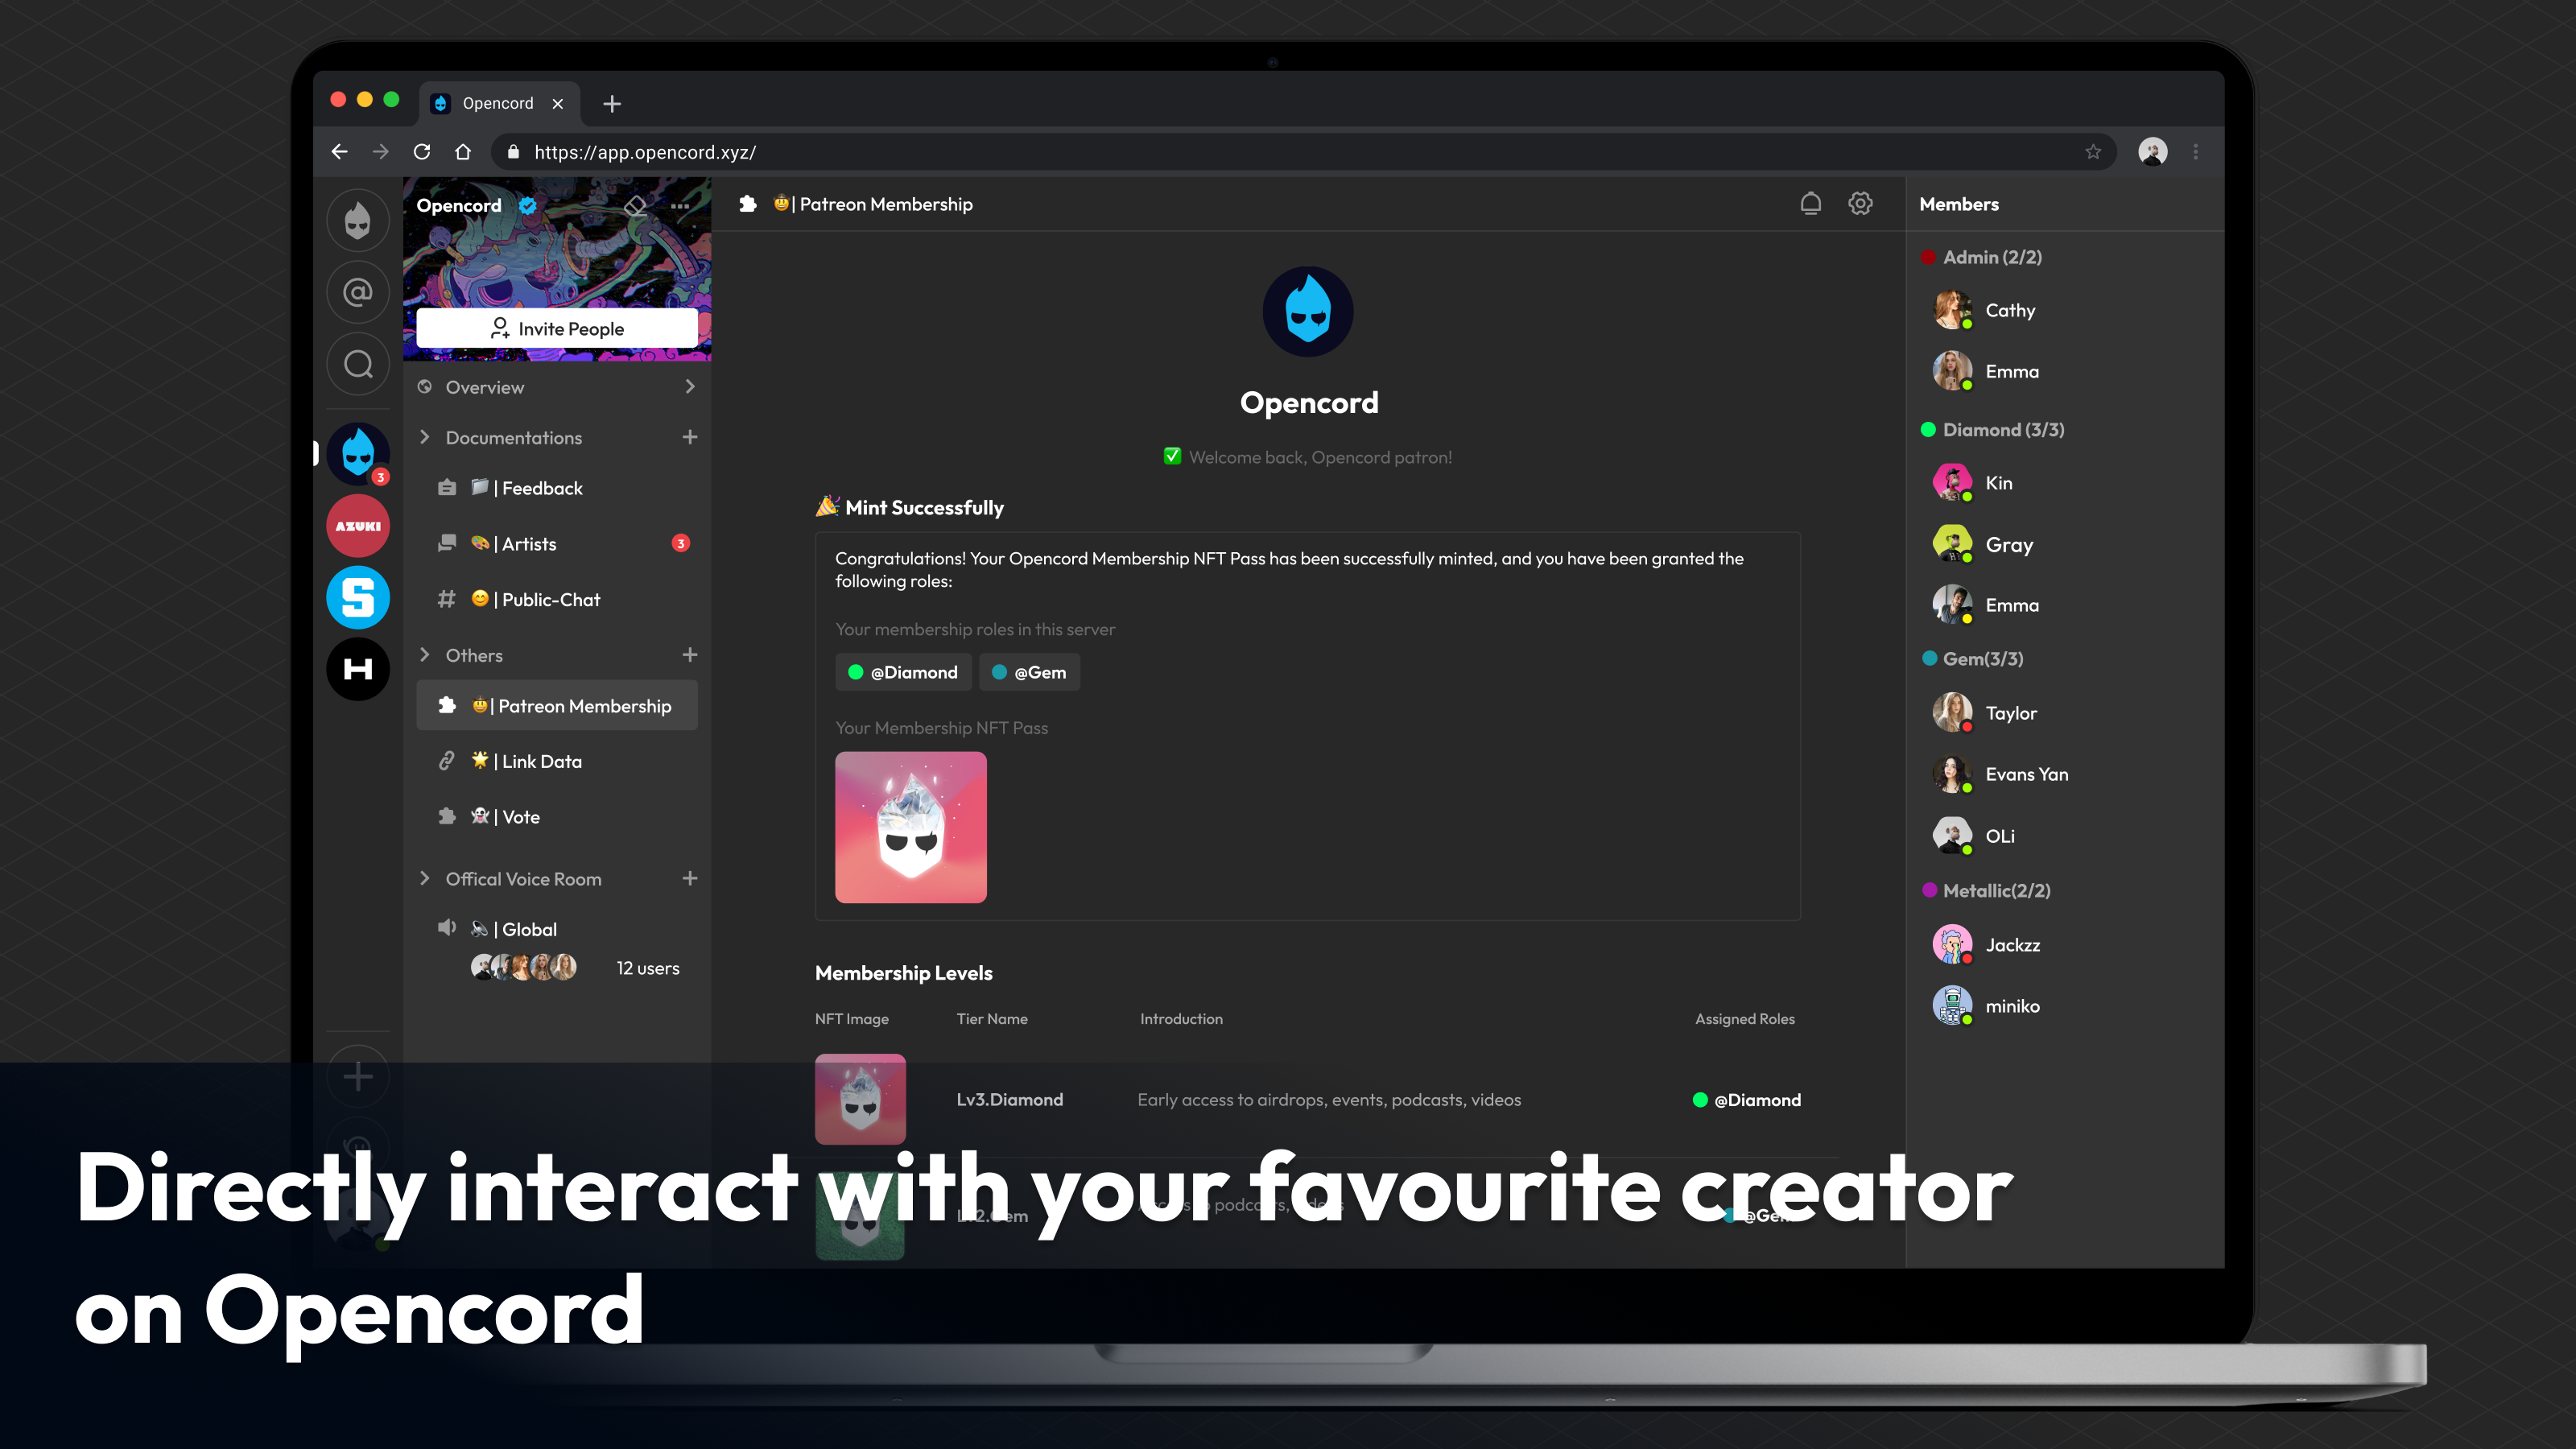 Opencord
https://app.opencord.xyz/
Opencord
Invite People
Overview
Documentations
| Feedback
| Artists
3
| Public-Chat
Others
| Patreon Membership
| Link Data
| Vote
Offical Voice Room
| Global
12 users
3
AZUKI
S
H
| Patreon Membership
Opencord
Welcome back, Opencord patron!
Mint Successfully
Congratulations! Your Opencord Membership NFT Pass has been successfully minted, and you have been granted the
following roles:
Your membership roles in this server
@Diamond @Gem
Your Membership NFT Pass
Membership Levels
NFT Image Tier Name Introduction Assigned Roles
Lv3.Diamond Early access to airdrops, events, podcasts, videos @Diamond
podcasts,
Members
Admin (2/2)
Cathy
Emma
Diamond (3/3)
Kin
Gray
Emma
Gem(3/3)
Taylor
Evans Yan
OLi
Metallic(2/2)
Jackzz
miniko
Directly interact with your favourite creator
on Opencord